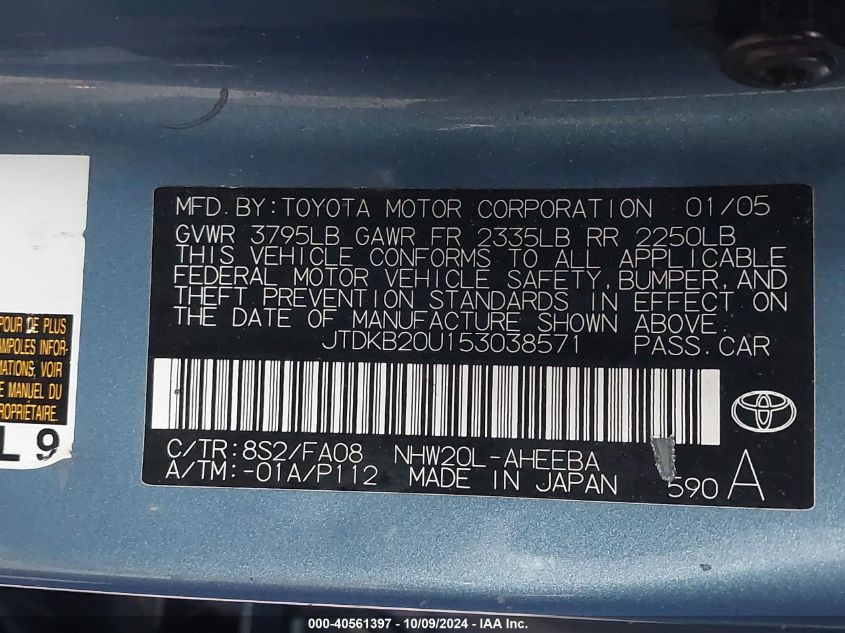 MFD.BY:TOYOTA MOTOR CORPORATION 01/05
GVWR 3795LB GAWR FR 2335LB RR 2250LB
THIS VEHICLE CONFORMS TO ALL APPLICABLE
FEDERAL MOTOR VEHICLE SAFETY,BUMPER,AND
THEFT PREVENTION STANDARDS IN EFFECT ON
THE DATE OF MANUFACTURE SHOWN ABOVE.
JTDKB20U153038571 PASS.CAR
C/TR:8S2/FA08 NHW20L-AHEEBA
A/TM:-01A/P112 MADE IN JAPAN 590 A
POUR DE PLUS
AMPOLES INFOR-
MATIONS, VOIR
E MANUEL DU
PROPRIÉTAIRE.
L 9
000-40561397 - 10/09/2024 - IAA Inc.